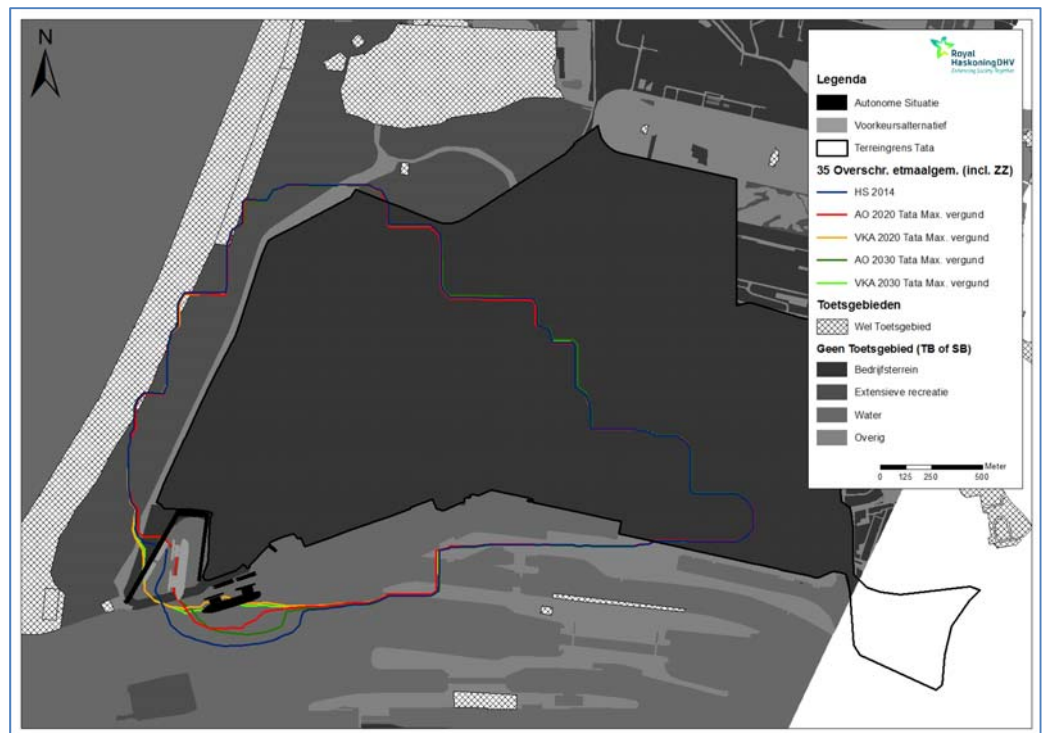 N
Royal
HaskoningDHV
Enhancing Society Together
Legenda
Autonome Situatie
Voorkeursalternatief
Terreingrens Tata
35 Overschr. etmaalgem. (incl. ZZ)
HS 2014
AO 2020 Tata Max. vergund
VKA 2020 Tata Max. vergund
AO 2030 Tata Max. vergund
VKA 2030 Tata Max. vergund
Toetsgebieden
Wel Toetsgebied
Geen Toetsgebied (TB of SB)
Bedrijfsterrein
Extensieve recreatie
Water
Overig
Meter
0 125 250 500